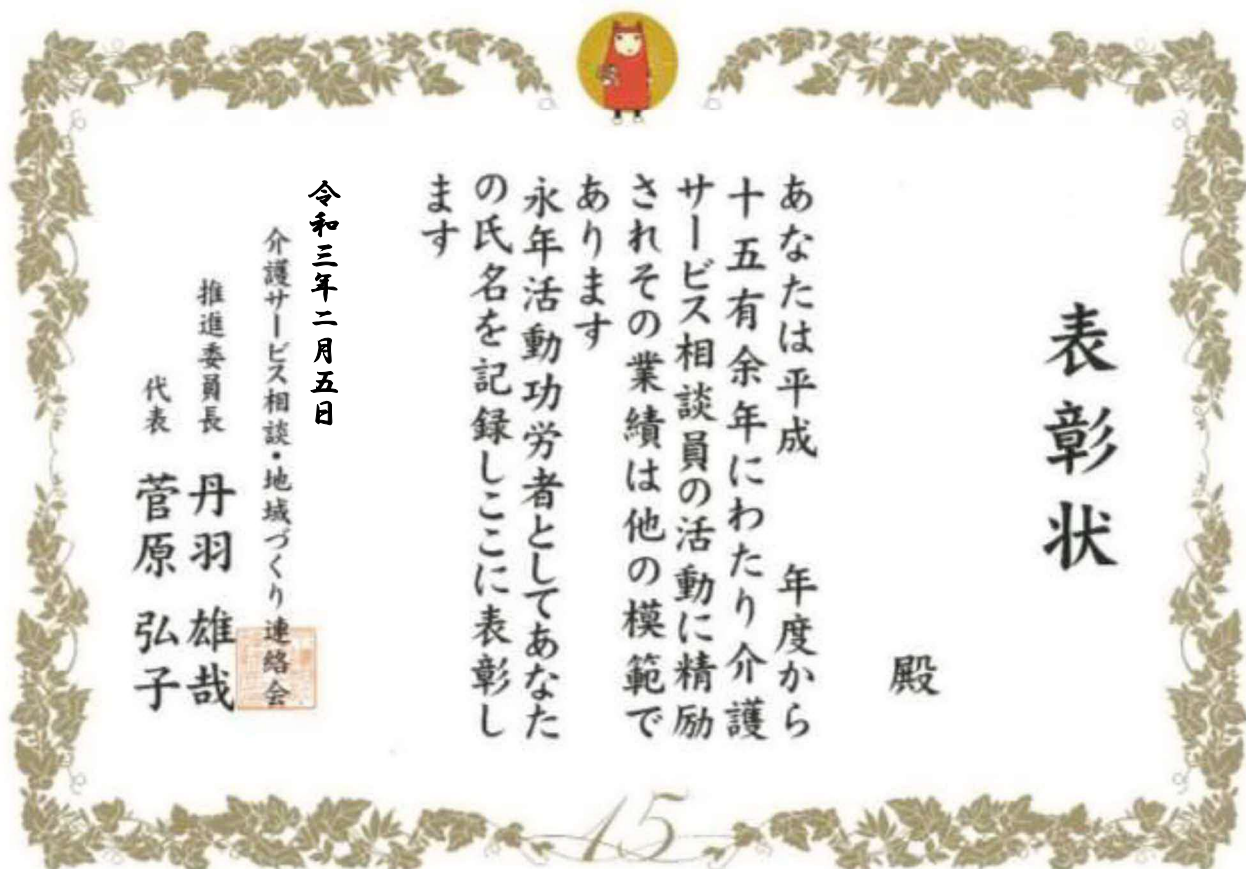 表彰状
殿
あなたは平成　　年度から
十五有余年にわたり介護
サービス相談員の活動に精励
されその業績は他の模範で
あります
永年活動功労者としてあなた
の氏名を記録しここに表彰し
ます
令和三年二月五日
介護サービス相談・地域づくり連絡会
推進委員長　丹羽　雄哉
代表　菅原　弘子
15